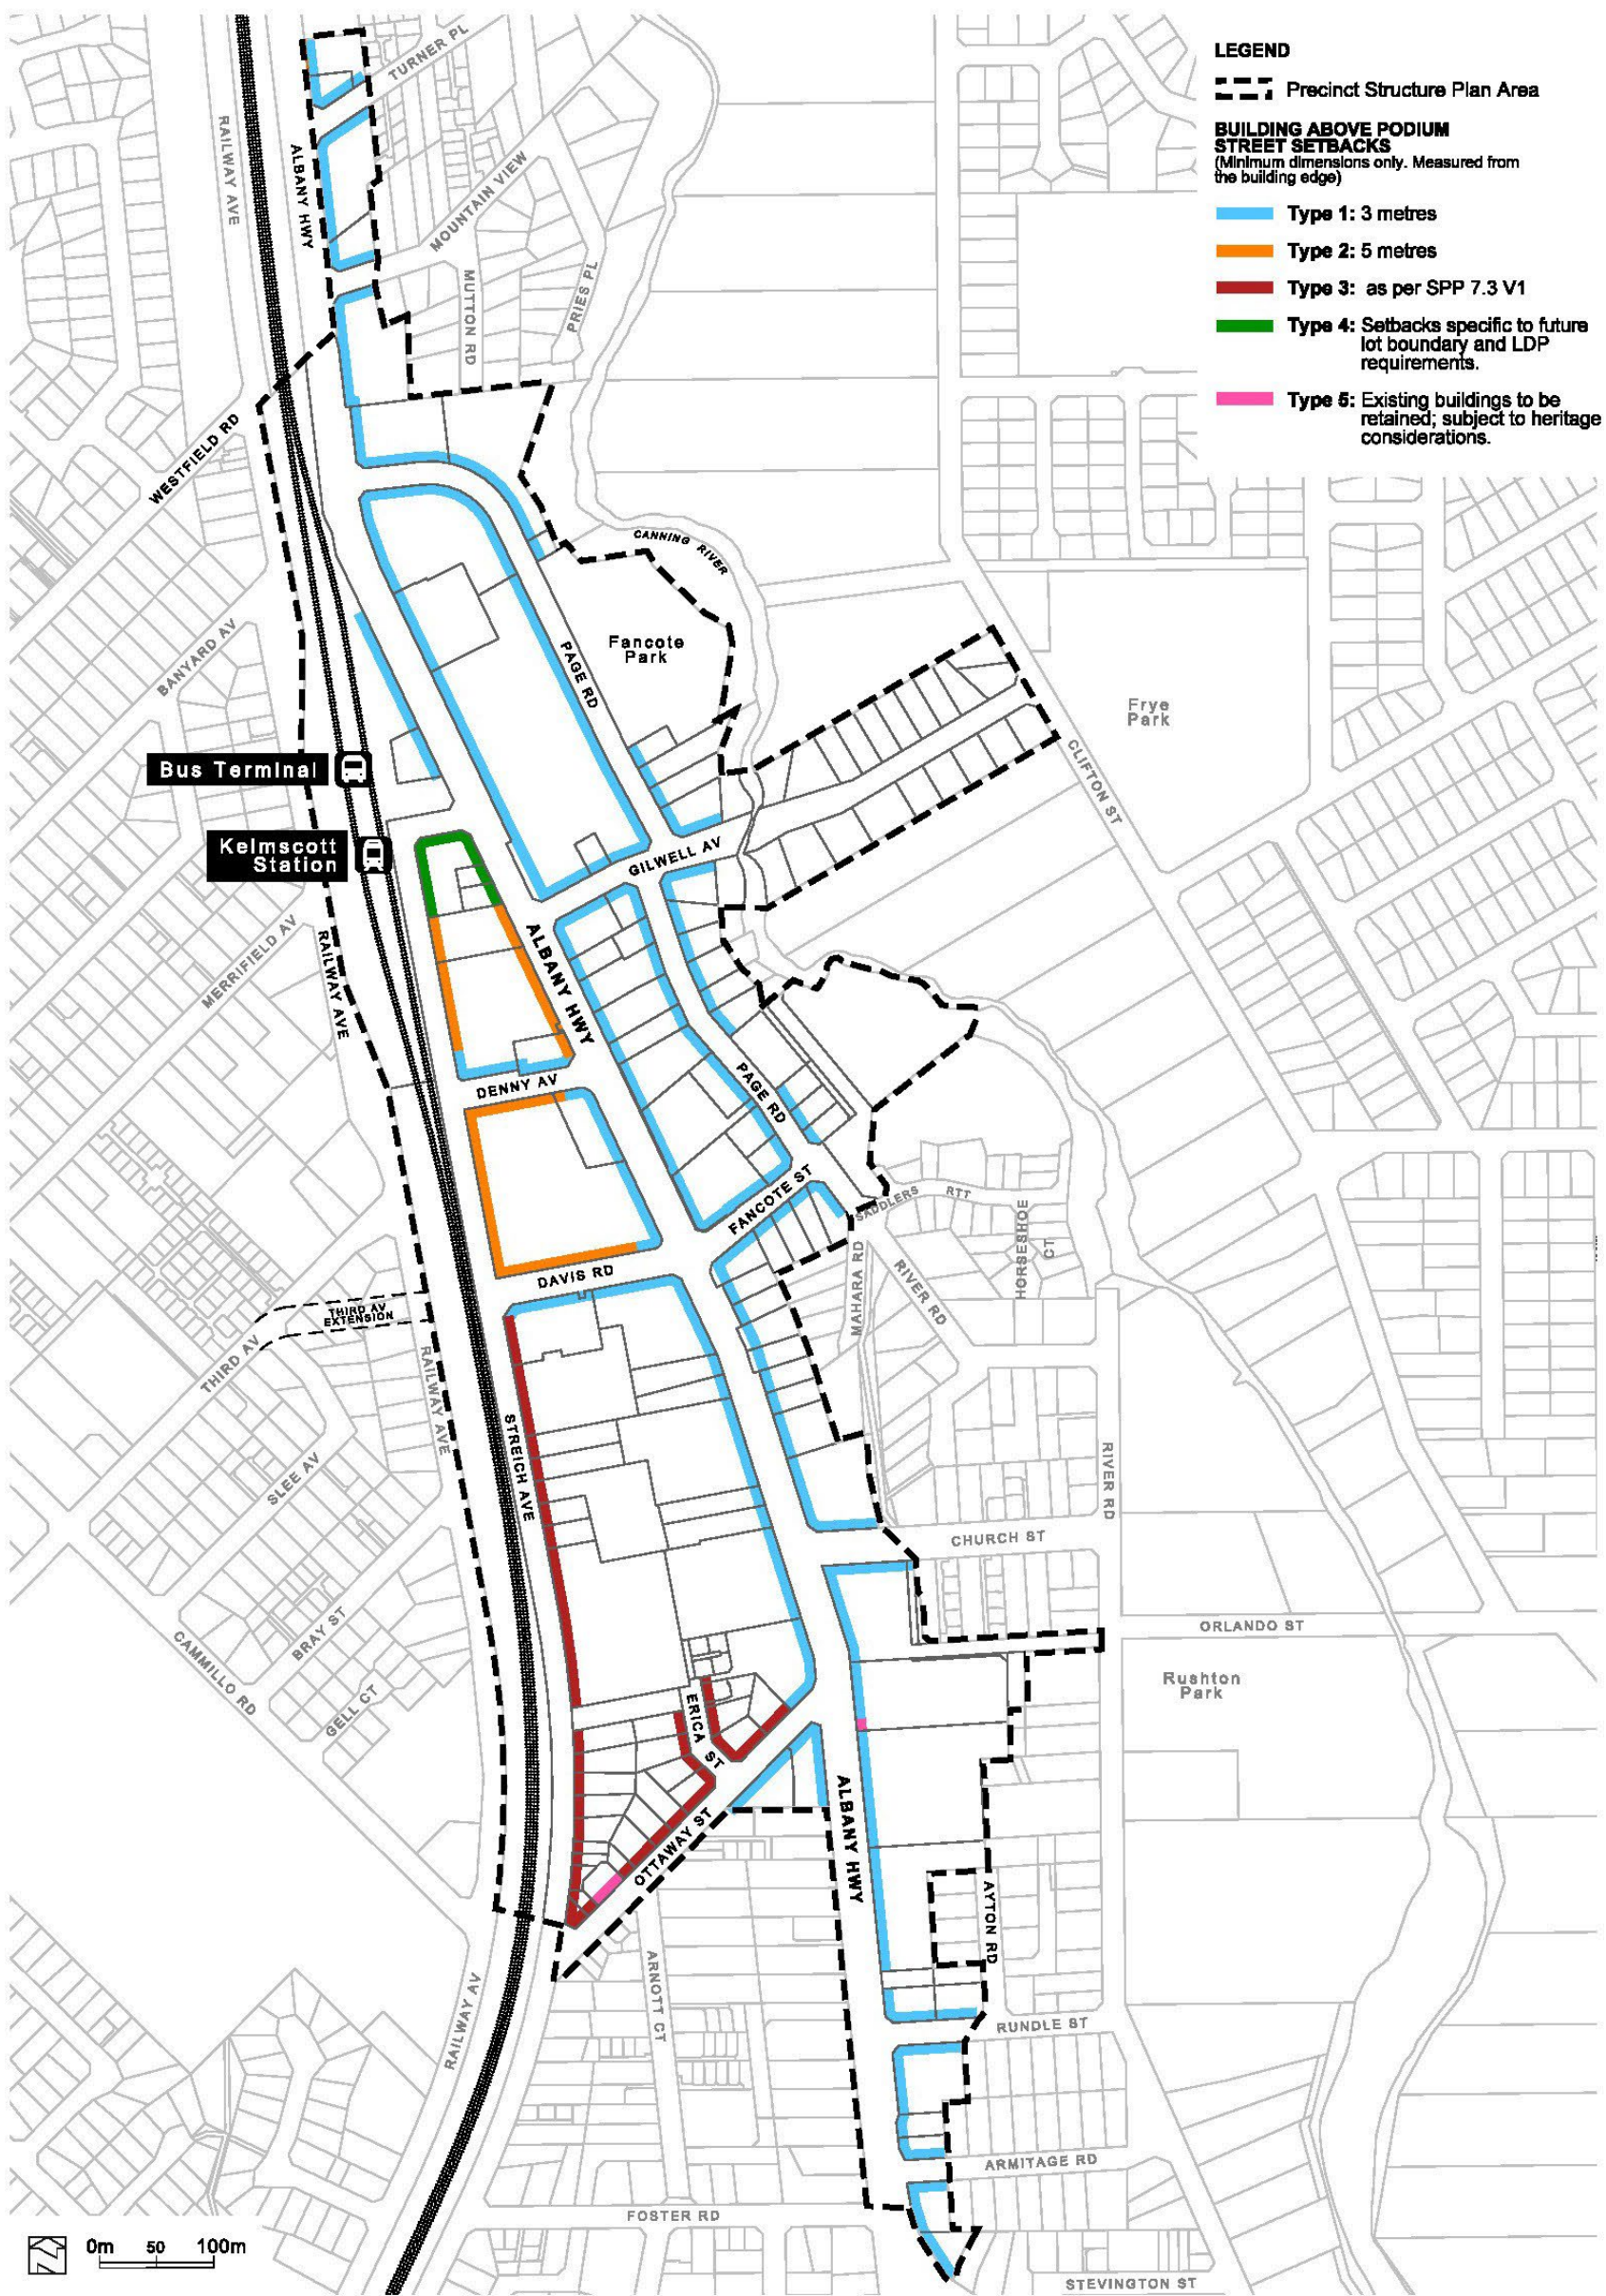 LEGEND
Precinct Structure Plan Area
BUILDING ABOVE PODIUM
STREET SETBACKS
(Minimum dimensions only. Measured from
the building edge)
Type 1: 3 metres
Type 2: 5 metres
Type 3: as per SPP 7.3 V1
Type 4: Setbacks specific to future
lot boundary and LDP
requirements.
Type 5: Existing buildings to be
retained; subject to heritage
considerations.
TURNER PL
RAILWAY AVE
ALBANY HWY
MOUNTAIN VIEW
MUTTON RD
PRIES PL
WESTFIELD RD
CANNING RIVER
BANYARD AV
PAGE RD
Fancote
Park
Frye
Park
CLIFTON ST
Bus Terminal
Kelmscott
Station
GILWELL AV
MERRIFIELD AV
RAILWAY AVE
ALBANY HWY
DENNY AV
PAGE RD
FANCOTE ST
SADDLERS RTT
HORSESHOE
CT
MAHARA RD
RIVER RD
DAVIS RD
THIRD AV
EXTENSION
THIRD AV
RAILWAY AVE
STREICH AVE
SLEE AV
RIVER RD
CHURCH ST
ORLANDO ST
BRAY ST
CAMMILLO RD
GELL CT
Rushton
Park
ERICA ST
OTTAWAY ST
ALBANY HWY
AYTON RD
ARNOTT CT
RAILWAY AV
RUNDLE ST
ARMITAGE RD
FOSTER RD
STEVINGTON ST
N
0m 50 100m